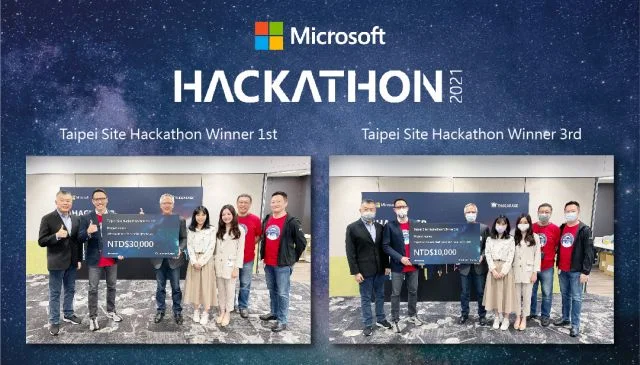 Microsoft
HACKATHON 2021
Taipei Site Hackathon Winner 1st
Taipei Site Hackathon Winner 3rd
NTD$30,000
Microsoft
NTD$10,000